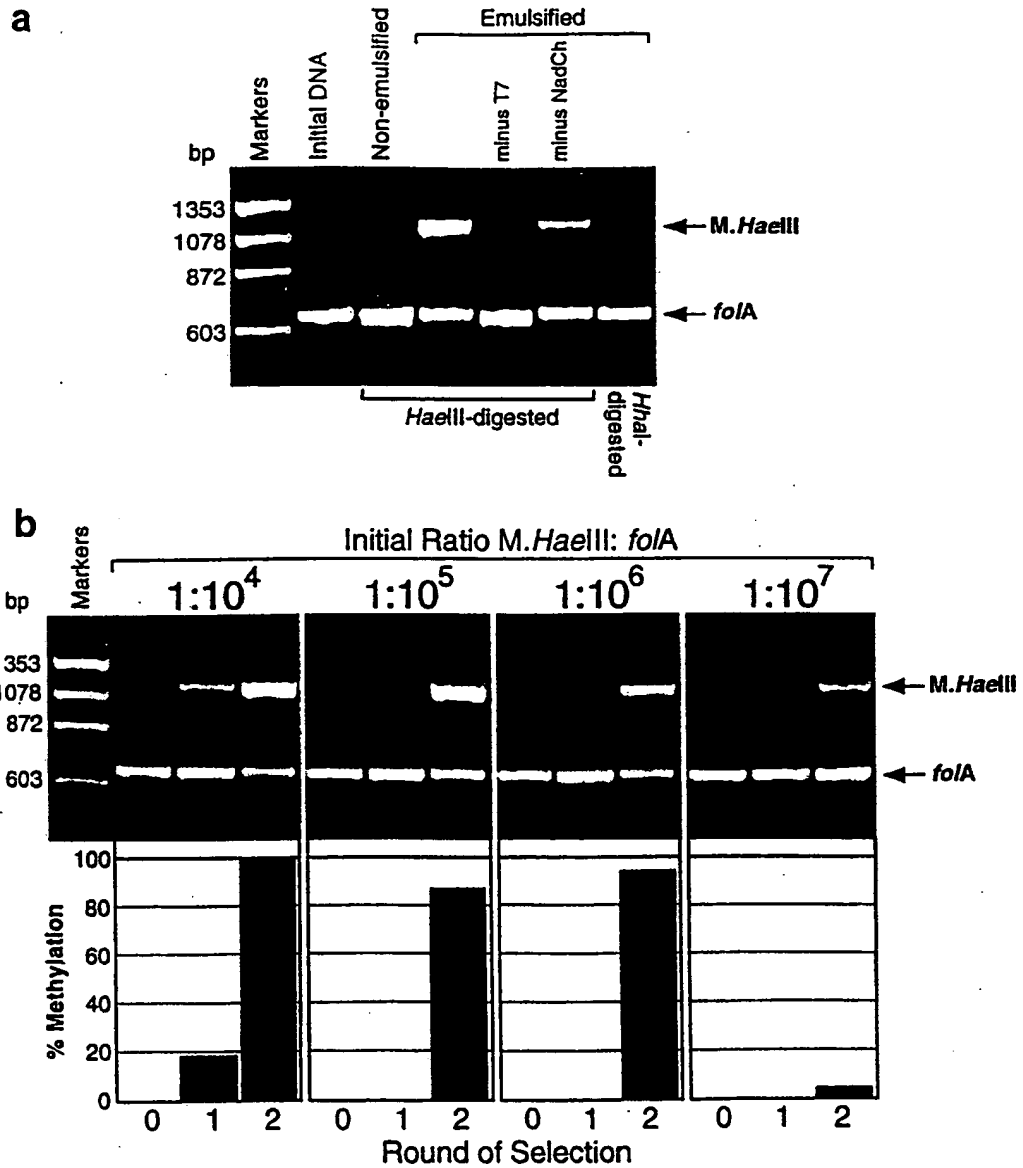 a
Emulsified
Markers
Initial DNA
Non-emulsified
minus T7
minus NadCh
bp
1353
1078
872
603
M.HaeIII
folA
HaeIII-digested
HhaI-digested
b
Initial Ratio M.HaeIII: folA
Markers
bp
1:10⁴ 1:10⁵ 1:10⁶ 1:10⁷
353
078
872
603
M.HaeIII
folA
% Methylation
100
80
60
40
20
0
0 1 2 0 1 2 0 1 2 0 1 2
Round of Selection